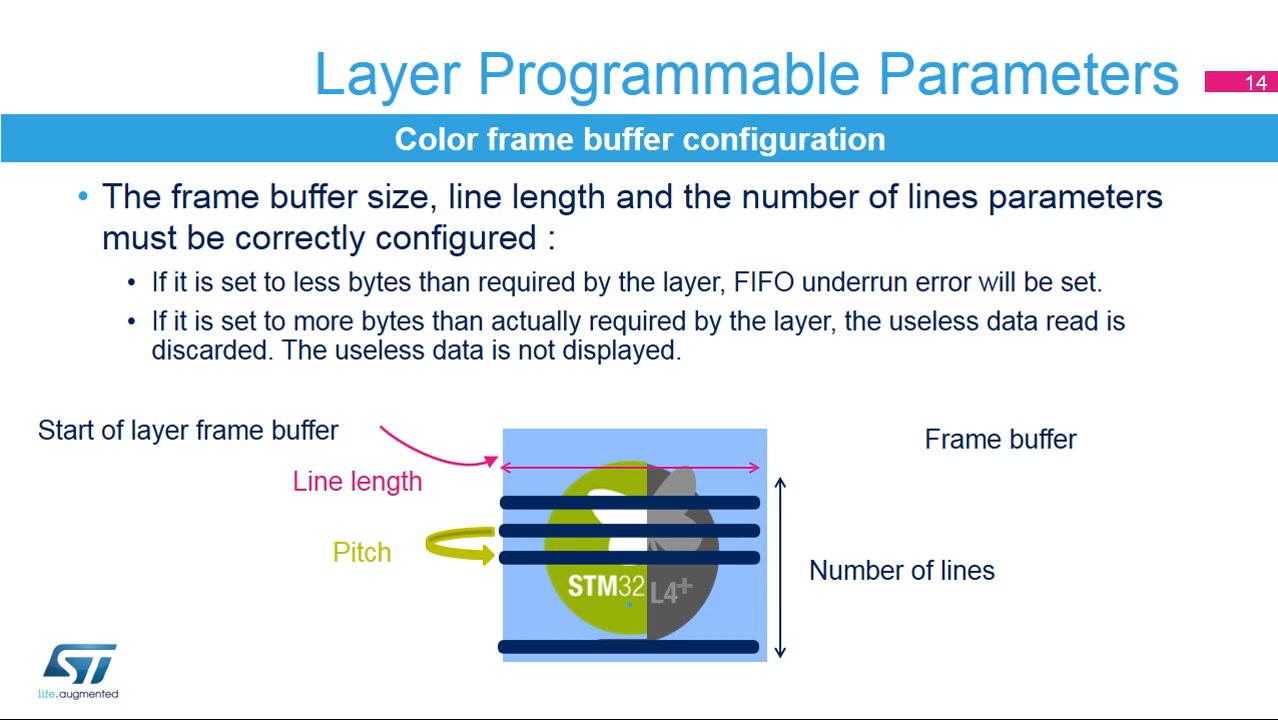 Layer Programmable Parameters
14
Color frame buffer configuration
• The frame buffer size, line length and the number of lines parameters
must be correctly configured :
• If it is set to less bytes than required by the layer, FIFO underrun error will be set.
• If it is set to more bytes than actually required by the layer, the useless data read is
discarded. The useless data is not displayed.
Start of layer frame buffer
Frame buffer
Line length
Pitch
Number of lines
STM32 L4+
ST
life.augmented